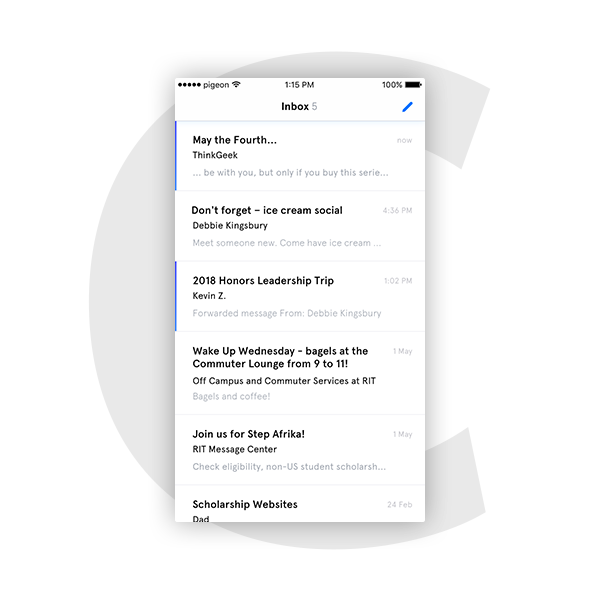 pigeon 1:15 PM 100%
Inbox 5
May the Fourth... now
ThinkGeek
... be with you, but only if you buy this serie...
Don't forget – ice cream social 4:36 PM
Debbie Kingsbury
Meet someone new. Come have ice cream ...
2018 Honors Leadership Trip 1:02 PM
Kevin Z.
Forwarded message From: Debbie Kingsbury
Wake Up Wednesday - bagels at the 1 May
Commuter Lounge from 9 to 11!
Off Campus and Commuter Services at RIT
Bagels and coffee!
Join us for Step Afrika! 1 May
RIT Message Center
Check eligibility, non-US student scholarsh...
Scholarship Websites 24 Feb
Dad